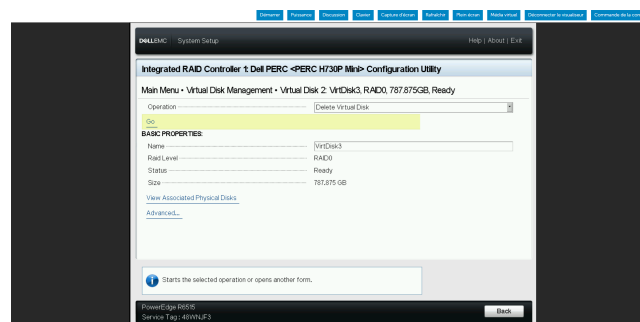 Démarrer Puissance Discussion Clavier Capture d'écran Rafraîchir Plein écran Média virtuel Déconnecter le visualiseur Commande de la con
DELLEMC System Setup Help | About | Exit
Integrated RAID Controller 1: Dell PERC <PERC H730P Mini> Configuration Utility
Main Menu • Virtual Disk Management • Virtual Disk 2: VirtDisk3, RAID0, 787.875GB, Ready
Operation Delete Virtual Disk
Go
BASIC PROPERTIES:
Name VirtDisk3
Raid Level RAID0
Status Ready
Size 787.875 GB
View Associated Physical Disks
Advanced...
Starts the selected operation or opens another form.
PowerEdge R6515
Service Tag : 48WNJF3
Back